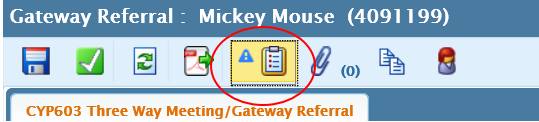 Gateway Referral :  Mickey Mouse  (4091199)
(0)
CYP603 Three Way Meeting/Gateway Referral